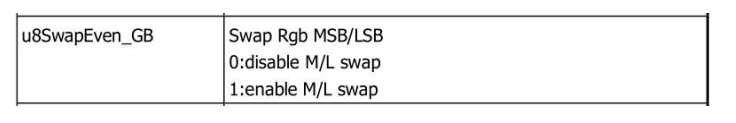 u8SwapEven_GB
Swap Rgb MSB/LSB
0:disable M/L swap
1:enable M/L swap